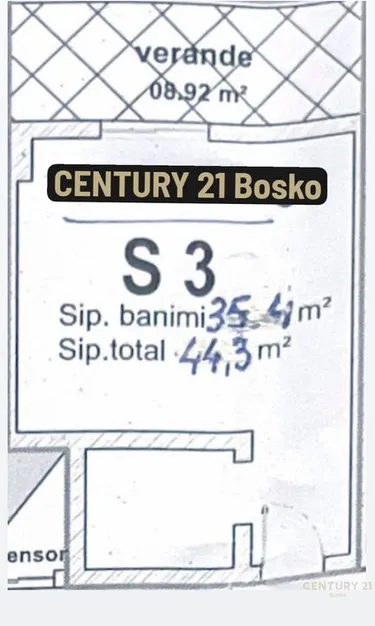 verande
08.92 m²
CENTURY 21 Bosko
S 3
Sip. banimi 35,4 m²
Sip.total 44,3 m²
ensor
CENTURY 21